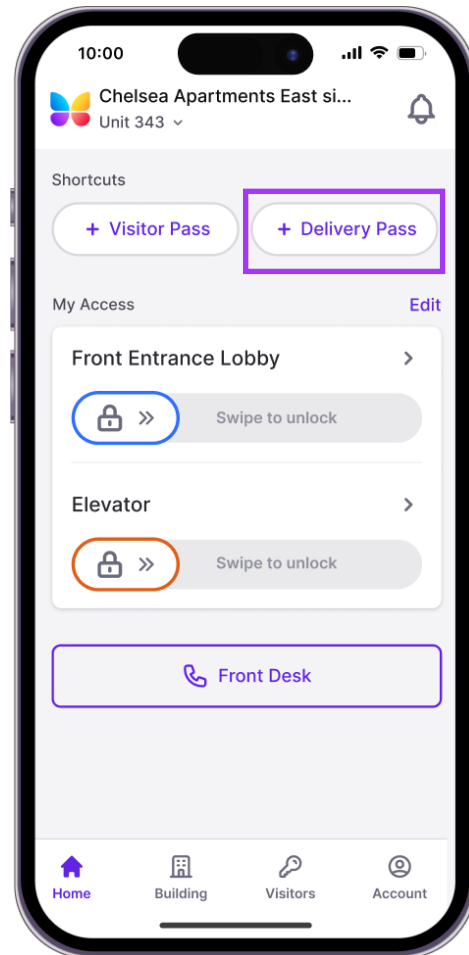 10:00
Chelsea Apartments East si...
Unit 343
Shortcuts
+ Visitor Pass
+ Delivery Pass
My Access
Edit
Front Entrance Lobby
Swipe to unlock
Elevator
Swipe to unlock
Front Desk
Home
Building
Visitors
Account